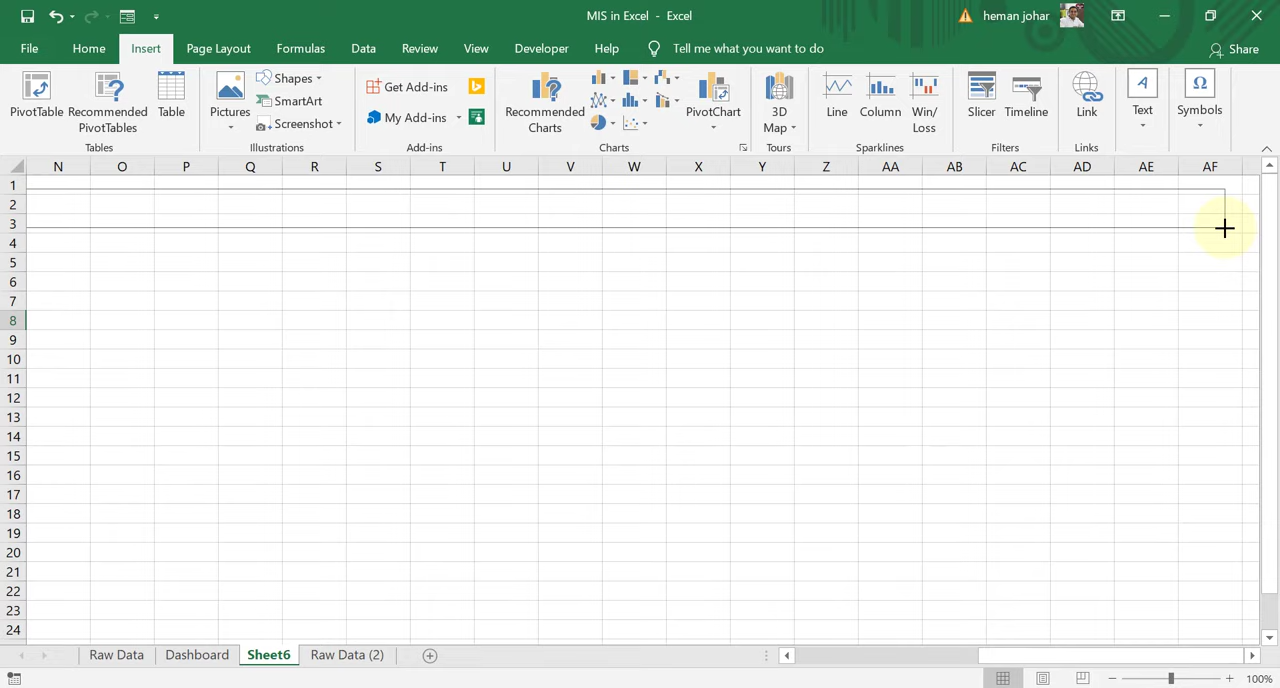 MIS in Excel - Excel
heman johar
File Home Insert Page Layout Formulas Data Review View Developer Help Tell me what you want to do Share
PivotTable
Recommended PivotTables
Table
Tables
Pictures
Shapes
SmartArt
Screenshot
Illustrations
Get Add-ins
My Add-ins
Add-ins
Recommended Charts
PivotChart
Charts
3D Map
Tours
Line
Column
Win/ Loss
Sparklines
Slicer
Timeline
Filters
Link
Links
Text
Symbols
N O P Q R S T U V W X Y Z AA AB AC AD AE AF
1
2
3
4
5
6
7
8
9
10
11
12
13
14
15
16
17
18
19
20
21
22
23
24
Raw Data Dashboard Sheet6 Raw Data (2)
100%